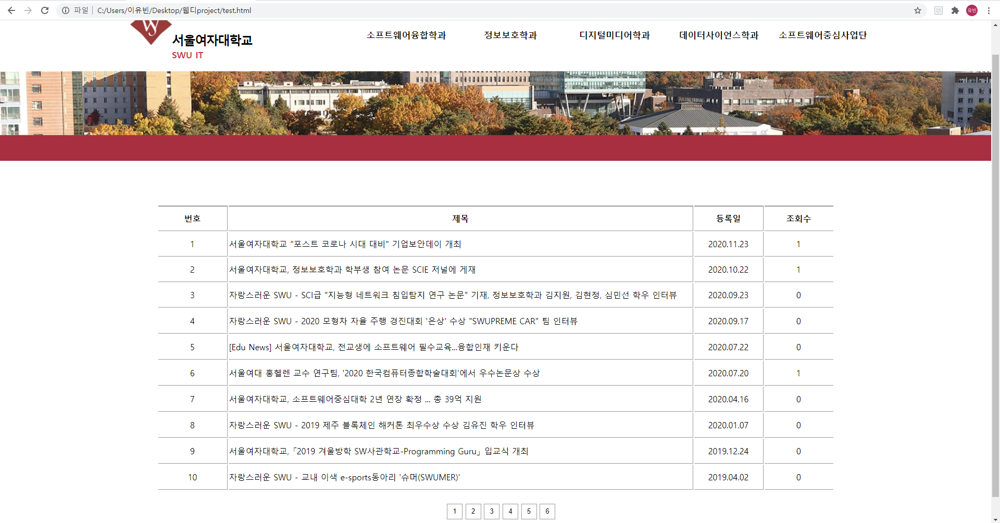 파일 C:/Users/이유빈/Desktop/웹디project/test.html 유빈
서울여자대학교
SWU IT
소프트웨어융합학과 정보보호학과 디지털미디어학과 데이터사이언스학과 소프트웨어중심사업단
번호 제목 등록일 조회수
1 서울여자대학교 "포스트 코로나 시대 대비" 기업보안데이 개최 2020.11.23 1
2 서울여자대학교, 정보보호학과 학부생 참여 논문 SCIE 저널에 게재 2020.10.22 1
3 자랑스러운 SWU - SCI급 "지능형 네트워크 침입탐지 연구 논문" 기재, 정보보호학과 김지원, 김현정, 심민선 학우 인터뷰 2020.09.23 0
4 자랑스러운 SWU - 2020 모형차 자율 주행 경진대회 '은상' 수상 "SWUPREME CAR" 팀 인터뷰 2020.09.17 0
5 [Edu News] 서울여자대학교, 전교생에 소프트웨어 필수교육...융합인재 키운다 2020.07.22 0
6 서울여대 홍헬렌 교수 연구팀, '2020 한국컴퓨터종합학술대회'에서 우수논문상 수상 2020.07.20 1
7 서울여자대학교, 소프트웨어중심대학 2년 연장 확정 ... 총 39억 지원 2020.04.16 0
8 자랑스러운 SWU - 2019 제주 블록체인 해커톤 최우수상 수상 김유진 학우 인터뷰 2020.01.07 0
9 서울여자대학교, 「2019 겨울방학 SW사관학교-Programming Guru」 입교식 개최 2019.12.24 0
10 자랑스러운 SWU - 교내 이색 e-sports동아리 '슈머(SWUMER)' 2019.04.02 0
1 2 3 4 5 6